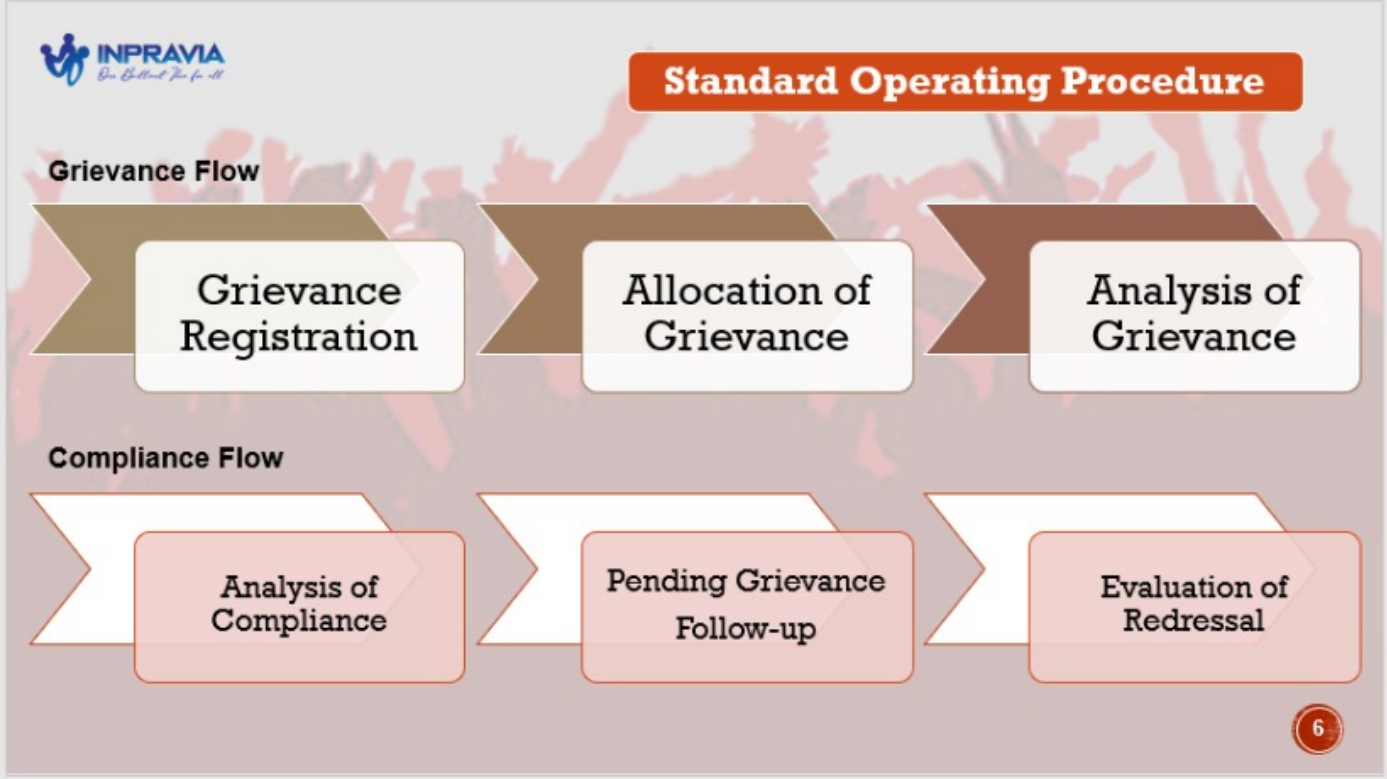 INPRAVIA
Standard Operating Procedure
Grievance Flow
Grievance
Registration
Allocation of
Grievance
Analysis of
Grievance
Compliance Flow
Analysis of
Compliance
Pending Grievance
Follow-up
Evaluation of
Redressal
6